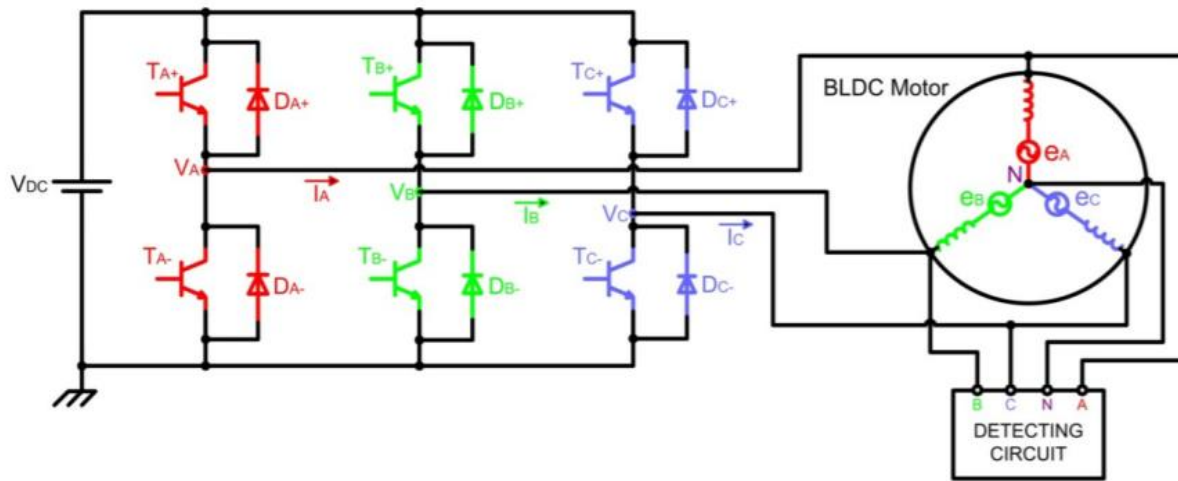 TA+
DA+
TB+
DB+
TC+
DC+
BLDC Motor
VDC
VA
IA
VB
IB
VC
IC
N
eA
eB
eC
TA-
DA-
TB-
DB-
TC-
DC-
B C N A
DETECTING
CIRCUIT